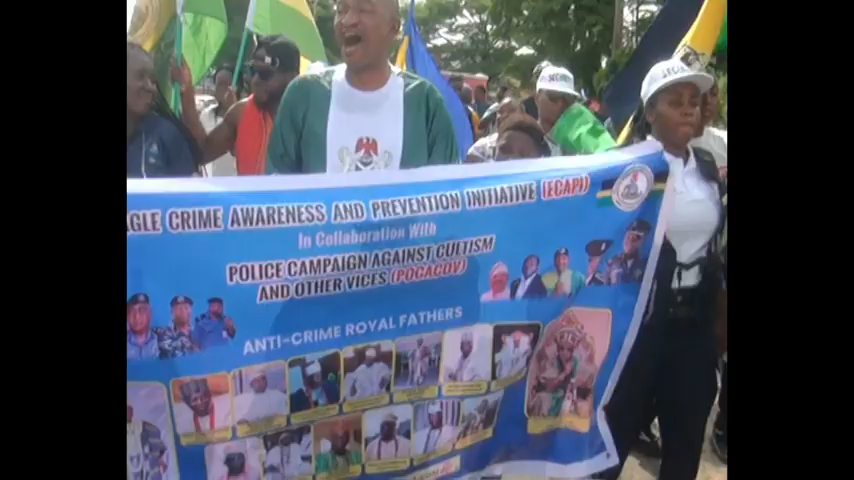 GLE CRIME AWARENESS AND PREVENTION INITIATIVE (ECAPI)
In Collaboration With
POLICE CAMPAIGN AGAINST CULTISM
AND OTHER VICES (POCACOV)
ANTI-CRIME ROYAL FATHERS